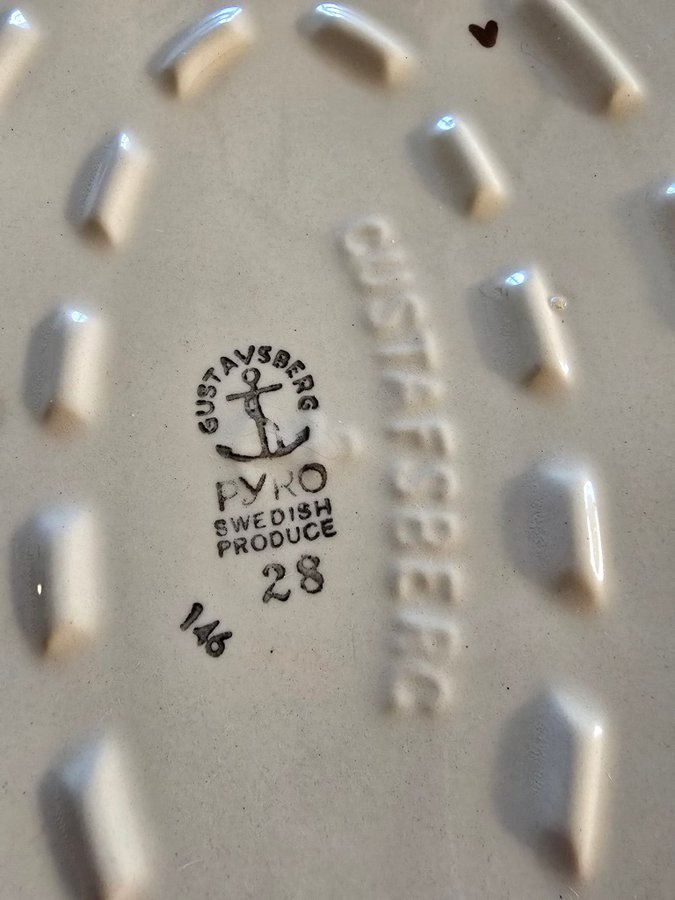 GUSTAVSBERG
PYRO
SWEDISH
PRODUCE
28
146
GUSTAFSBERG